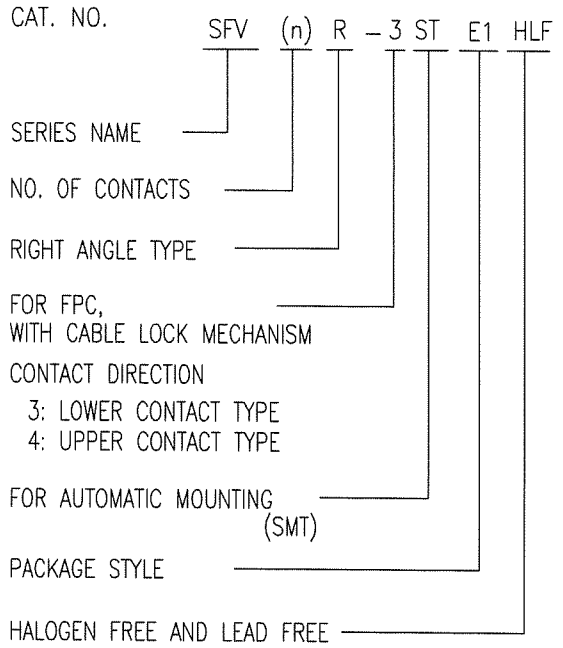 CAT. NO. SFV (n) R - 3 ST E1 HLF
SERIES NAME
NO. OF CONTACTS
RIGHT ANGLE TYPE
FOR FPC,
WITH CABLE LOCK MECHANISM
CONTACT DIRECTION
3: LOWER CONTACT TYPE
4: UPPER CONTACT TYPE
FOR AUTOMATIC MOUNTING
(SMT)
PACKAGE STYLE
HALOGEN FREE AND LEAD FREE